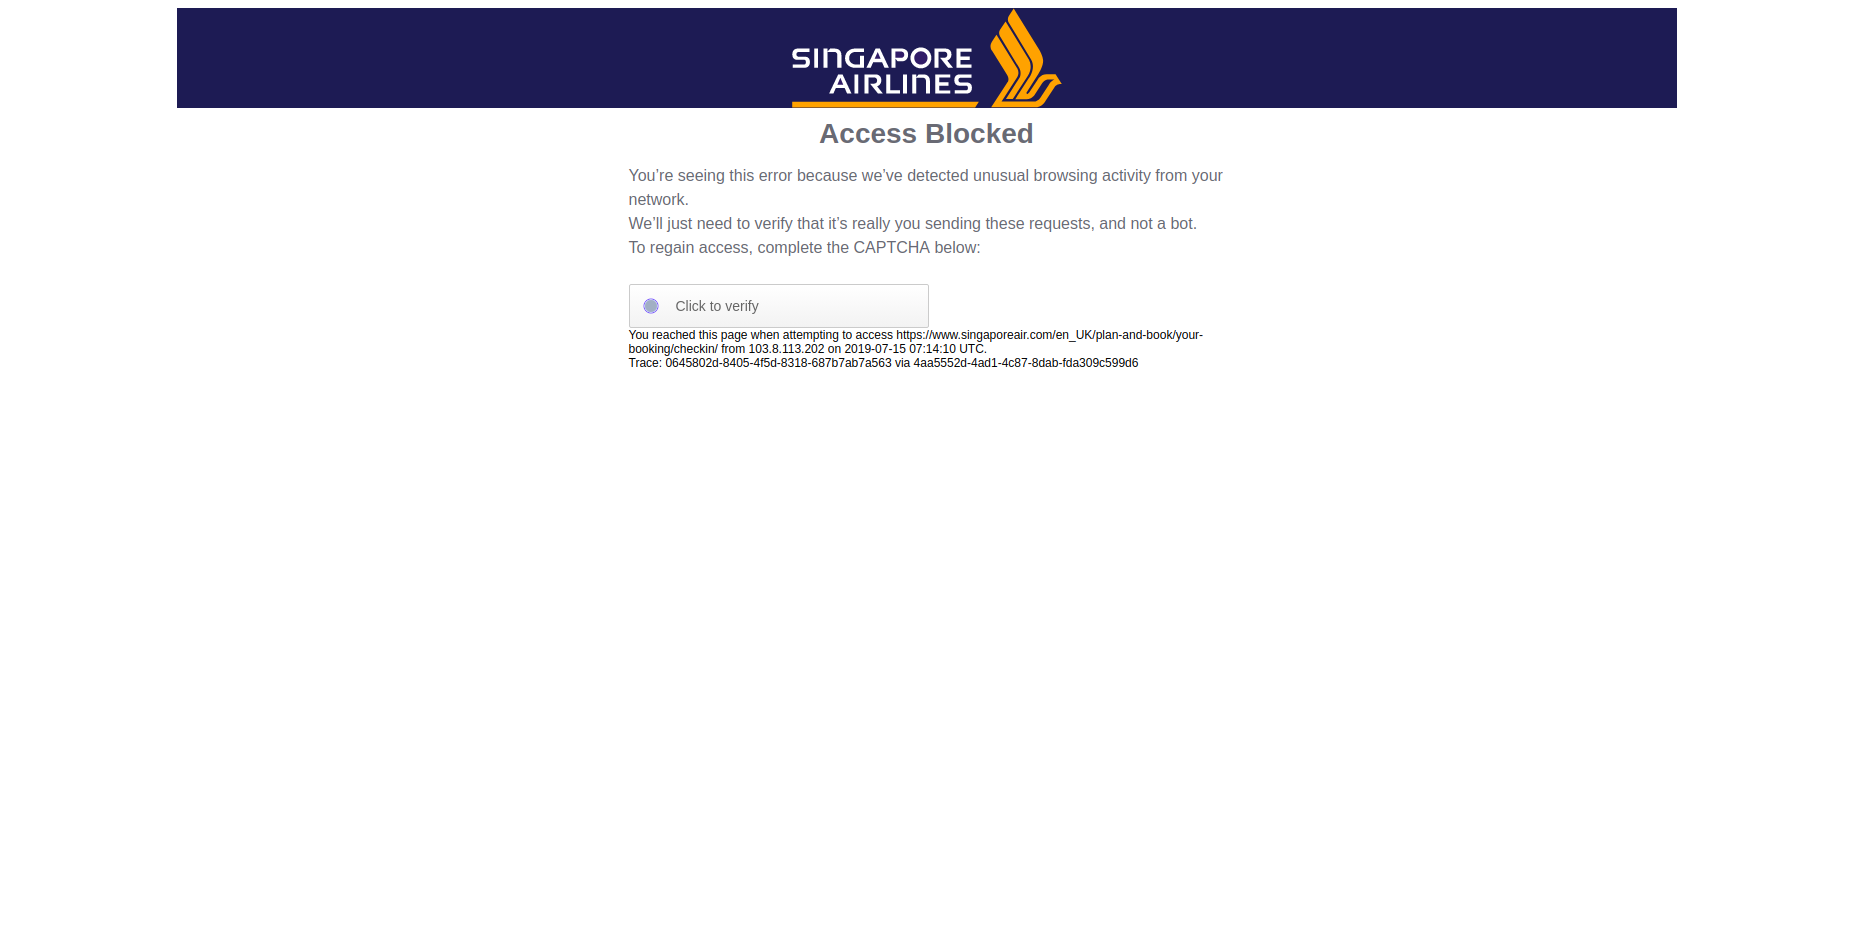 SINGAPORE
AIRLINES
Access Blocked
You’re seeing this error because we’ve detected unusual browsing activity from your
network.
We’ll just need to verify that it’s really you sending these requests, and not a bot.
To regain access, complete the CAPTCHA below:
Click to verify
You reached this page when attempting to access https://www.singaporeair.com/en_UK/plan-and-book/your-
booking/checkin/ from 103.8.113.202 on 2019-07-15 07:14:10 UTC.
Trace: 0645802d-8405-4f5d-8318-687b7ab7a563 via 4aa5552d-4ad1-4c87-8dab-fda309c599d6